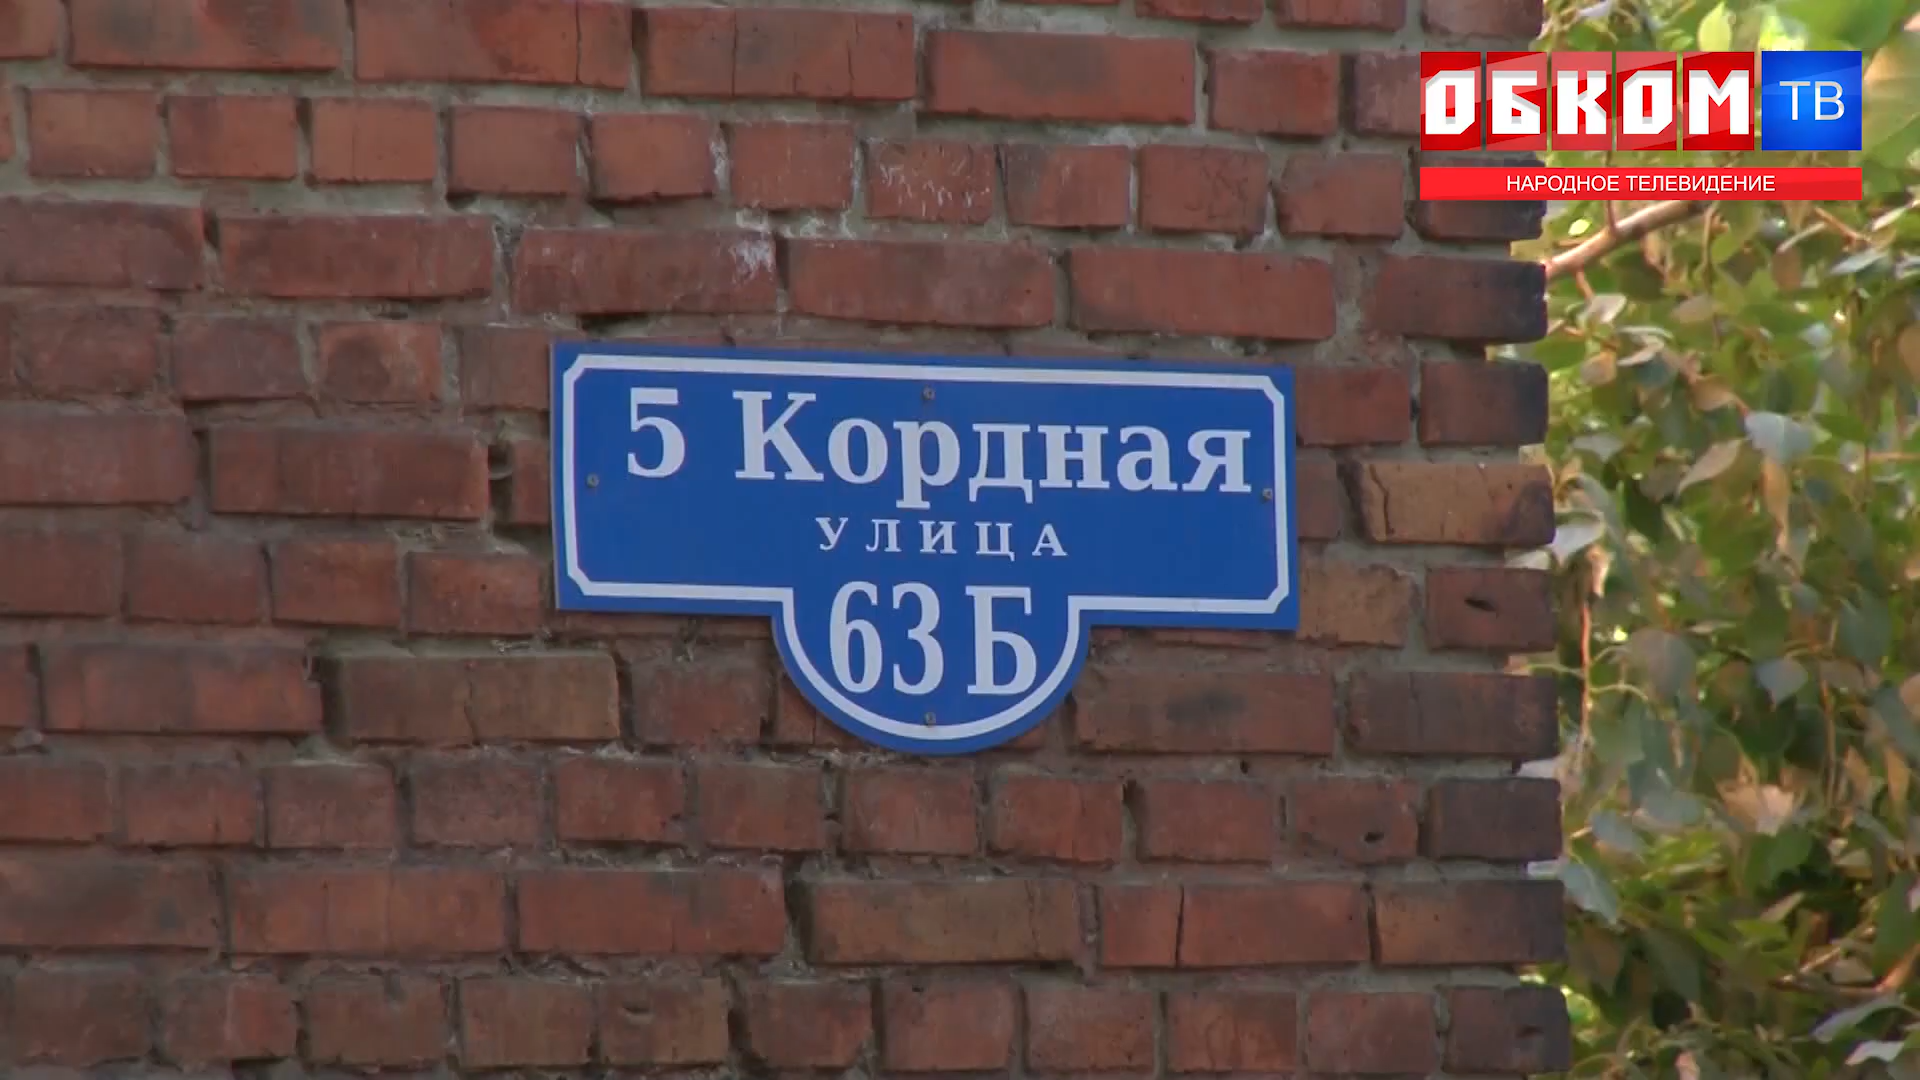 ОБКОМ ТВ
НАРОДНОЕ ТЕЛЕВИДЕНИЕ
5 Кордная
УЛИЦА
63Б